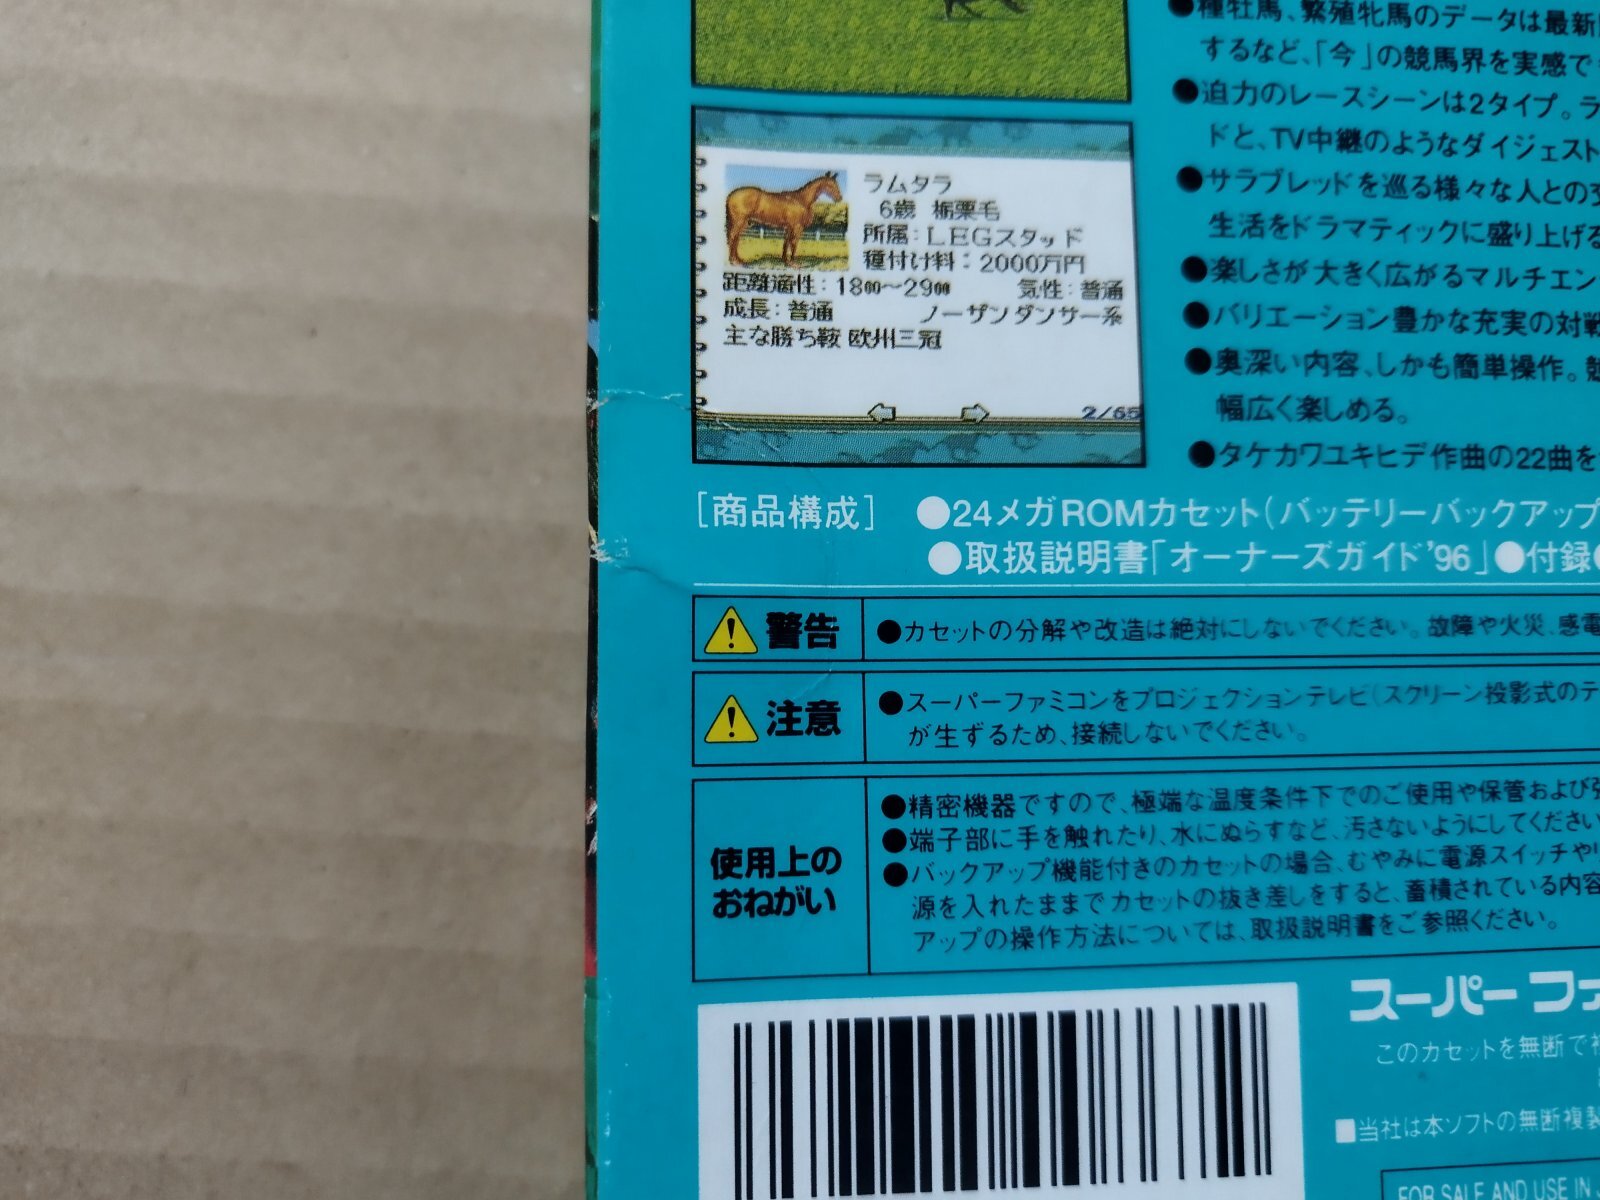 ●種牡馬、繁殖牝馬のデータは最新
するなど、「今」の競馬界を実感で
●迫力のレースシーンは2タイプ。ラ
ドと、TV中継のようなダイジェスト
●サラブレッドを巡る様々な人との
生活をドラマティックに盛り上げる
●楽しさが大きく広がるマルチエン
●バリエーション豊かな充実の対戦
●奥深い内容、しかも簡単操作。
幅広く楽しめる。
●タケカワユキヒデ作曲の22曲を
ラムタラ
6歳 栃栗毛
所属:LEGスタッド
種付け料:2000万円
距離適性:1800〜2900 気性:普通
成長:普通 ノーザンダンサー系
主な勝ち鞍 欧州三冠
2/65
[商品構成] ●24メガROMカセット(バッテリーバックアップ
●取扱説明書「オーナーズガイド'96」●付録
警告 ●カセットの分解や改造は絶対にしないでください。故障や火災、感電
注意 ●スーパーファミコンをプロジェクションテレビ(スクリーン投影式のテ
が生ずるため、接続しないでください。
使用上の
おねがい
●精密機器ですので、極端な温度条件下でのご使用や保管および
●端子部に手を触れたり、水にぬらすなど、汚さないようにしてください
●バックアップ機能付きのカセットの場合、むやみに電源スイッチやリ
源を入れたままでカセットの抜き差しをすると、蓄積されている内容
アップの操作方法については、取扱説明書をご参照ください。
スーパーファ
このカセットを無断で複
■当社は本ソフトの無断複製
FOR SALE AND USE IN